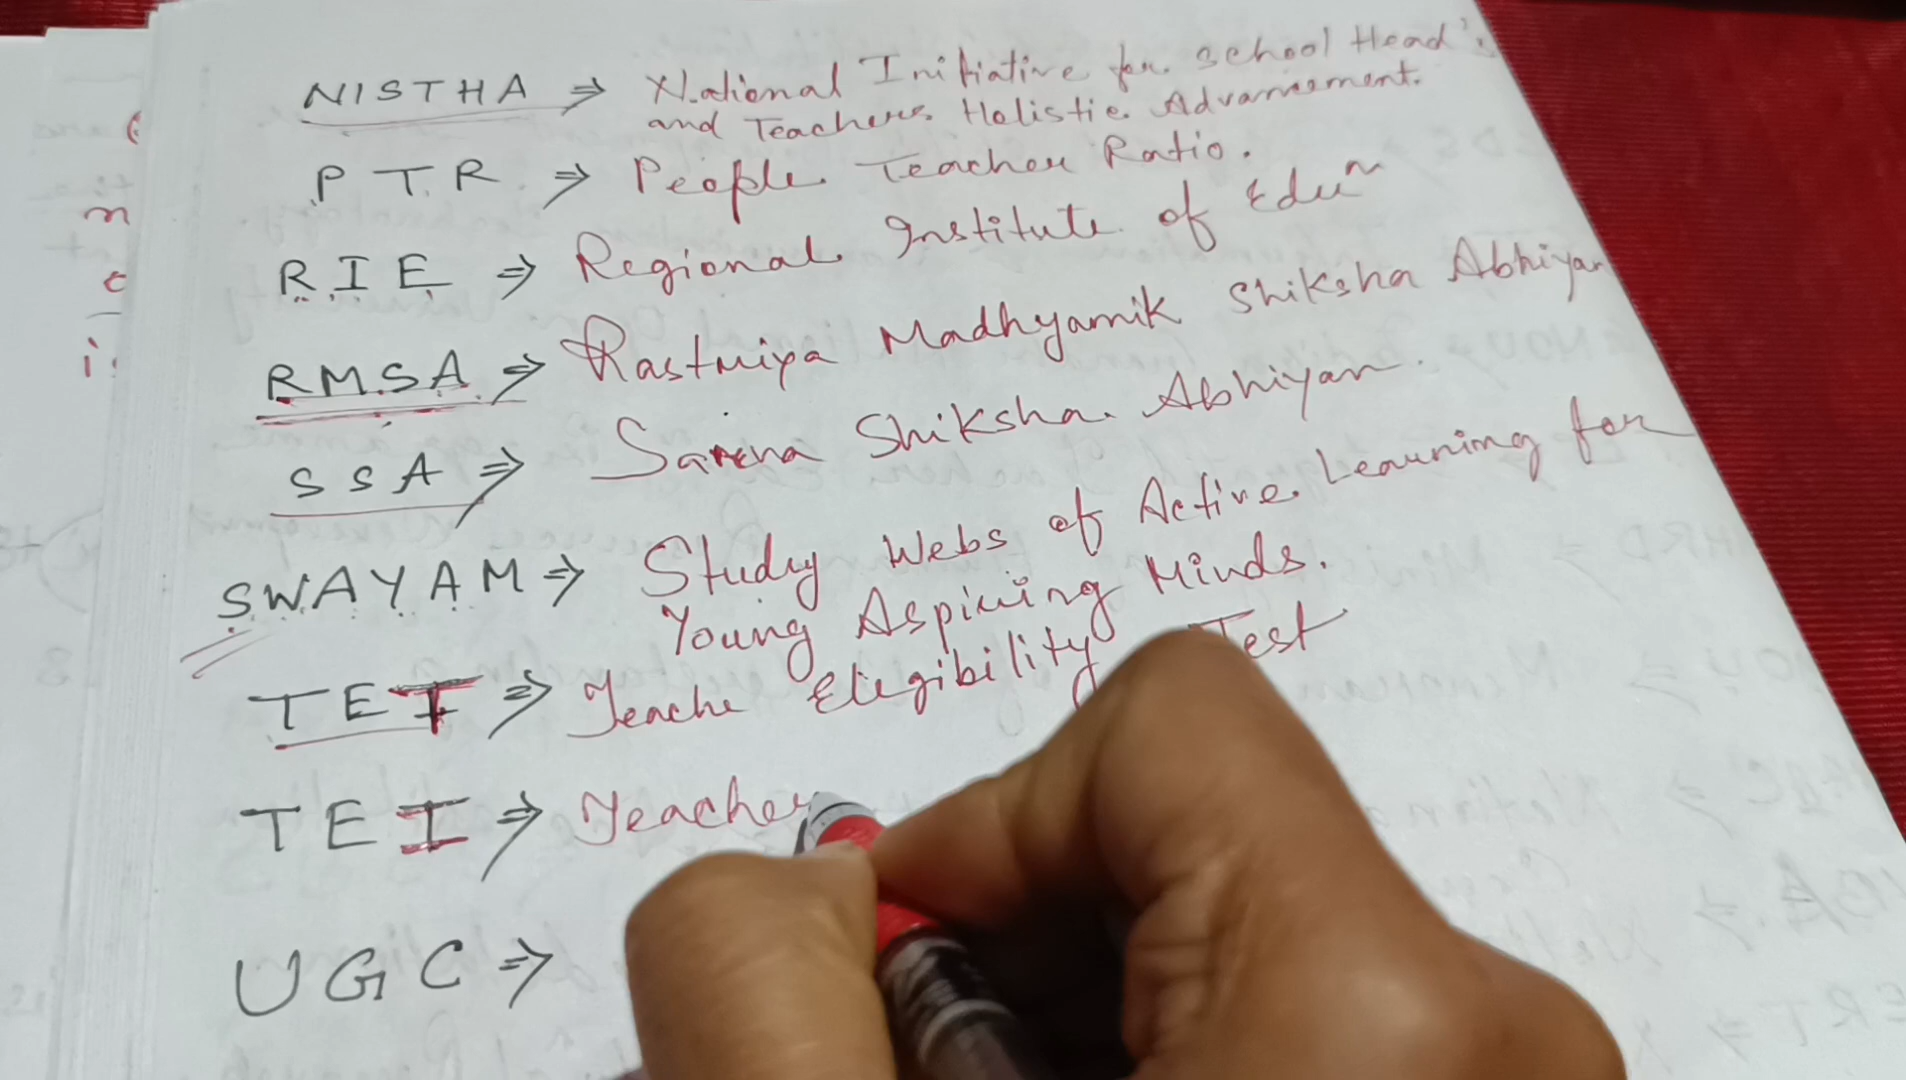 NISTHA ⇒ National Initiative for School Head's
and Teachers Holistic Advancement.
PTR ⇒ People Teacher Ratio.
RIE ⇒ Regional Institute of Edun
RMSA ⇒ Rastriya Madhyamik Shiksha Abhiyan
SSA ⇒ Sarva Shiksha Abhiyan.
SWAYAM ⇒ Study Webs of Active Learning for
Young Aspiring Minds.
TET ⇒ Teache Elegibility Test
TEI ⇒ Teacher
UGC ⇒